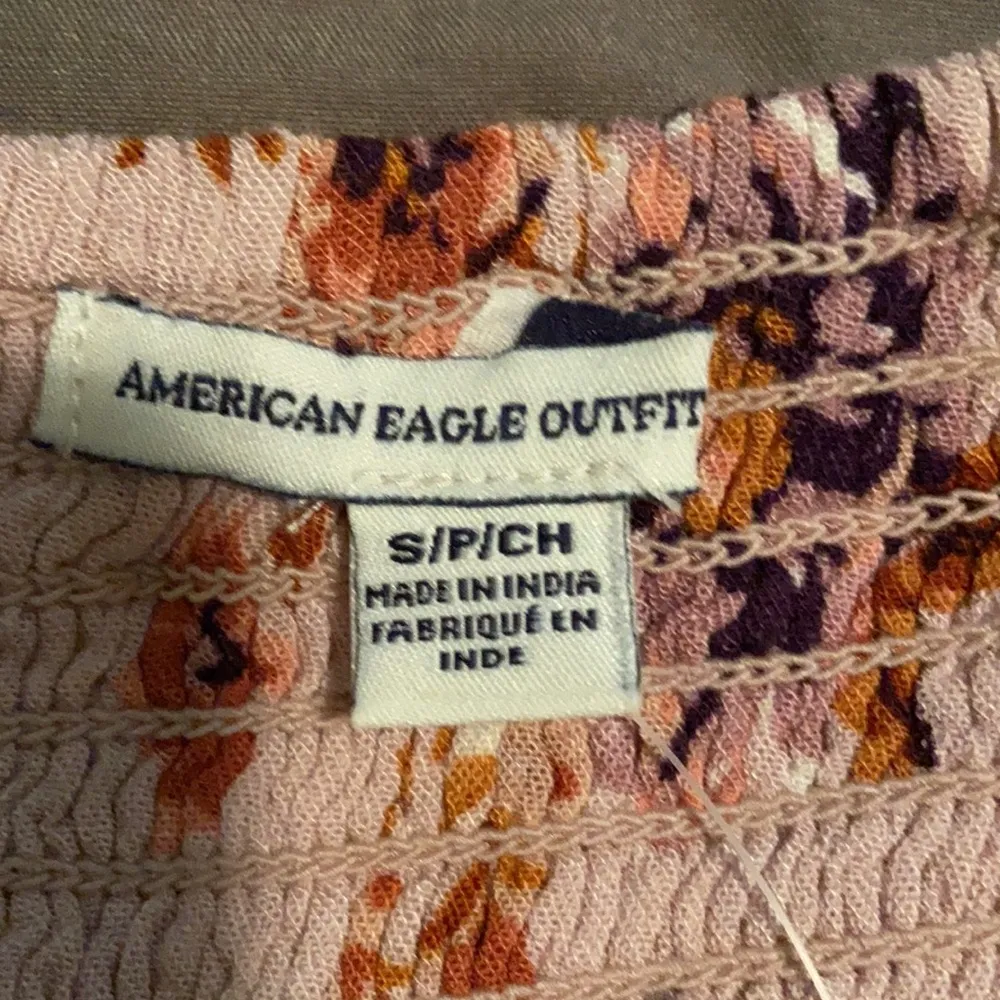 AMERICAN EAGLE OUTFIT
S/P/CH
MADE IN INDIA
FABRIQUÉ EN
INDE